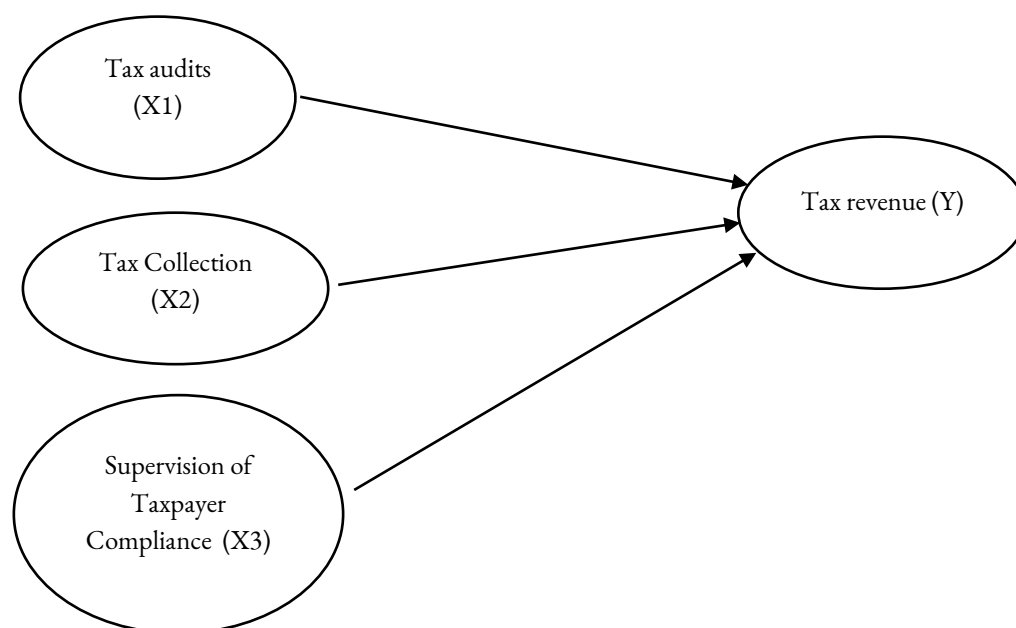 Tax audits
(X1)
Tax revenue (Y)
Tax Collection
(X2)
Supervision of
Taxpayer
Compliance (X3)